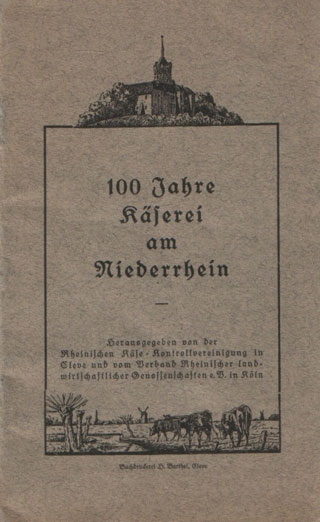 100 Jahre
Käserei
am
Niederrhein
Herausgegeben von der
Rheinischen Käse-Kontrollvereinigung in
Cleve und vom Verband Rheinischer land-
wirtschaftlicher Genossenschaften e.V. in Köln
Buchdruckerei H. Barthel, Cleve